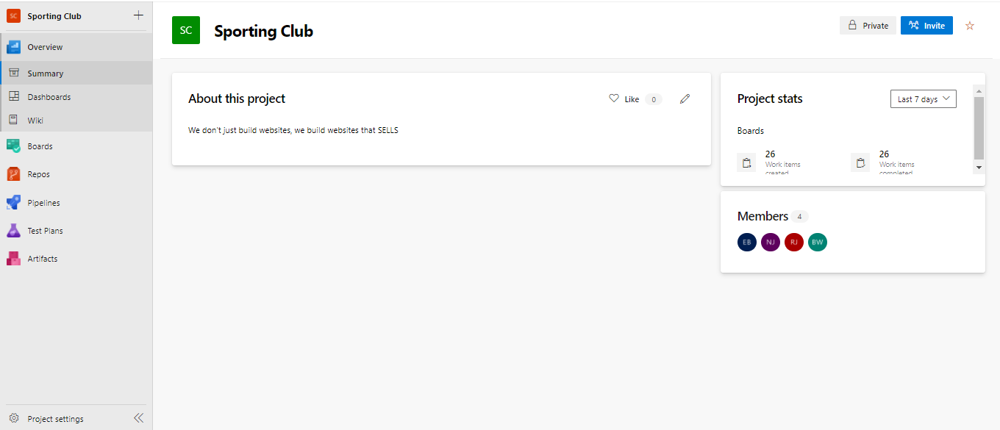 SC Sporting Club
Overview
Summary
Dashboards
Wiki
Boards
Repos
Pipelines
Test Plans
Artifacts
Project settings
SC Sporting Club
Private
Invite
About this project
Like 0
We don't just build websites, we build websites that SELLS
Project stats
Last 7 days
Boards
26
Work items
created
26
Work items
completed
Members 4
EB NJ RJ BW